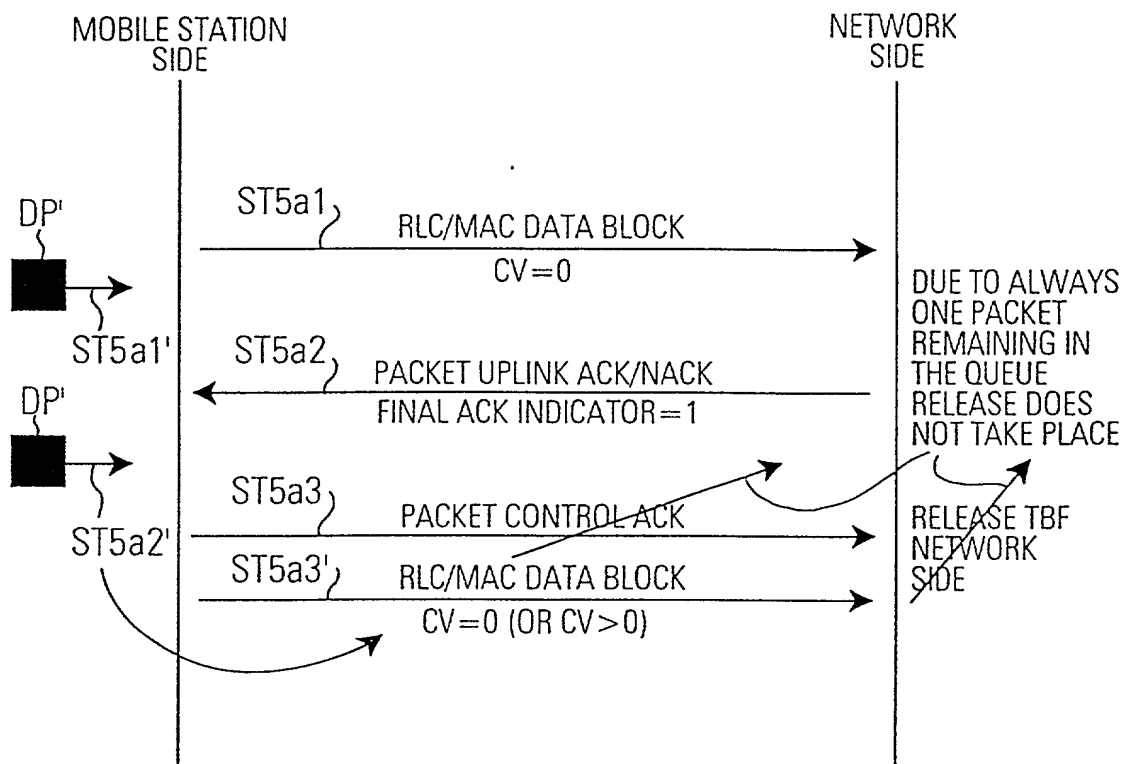 MOBILE STATION
SIDE
NETWORK
SIDE
ST5a1
RLC/MAC DATA BLOCK
CV=0
DP'
ST5a1'
DUE TO ALWAYS
ONE PACKET
REMAINING IN
THE QUEUE
RELEASE DOES
NOT TAKE PLACE
ST5a2
PACKET UPLINK ACK/NACK
FINAL ACK INDICATOR=1
DP'
ST5a2'
ST5a3
PACKET CONTROL ACK
RELEASE TBF
NETWORK
SIDE
ST5a3'
RLC/MAC DATA BLOCK
CV=0 (OR CV>0)